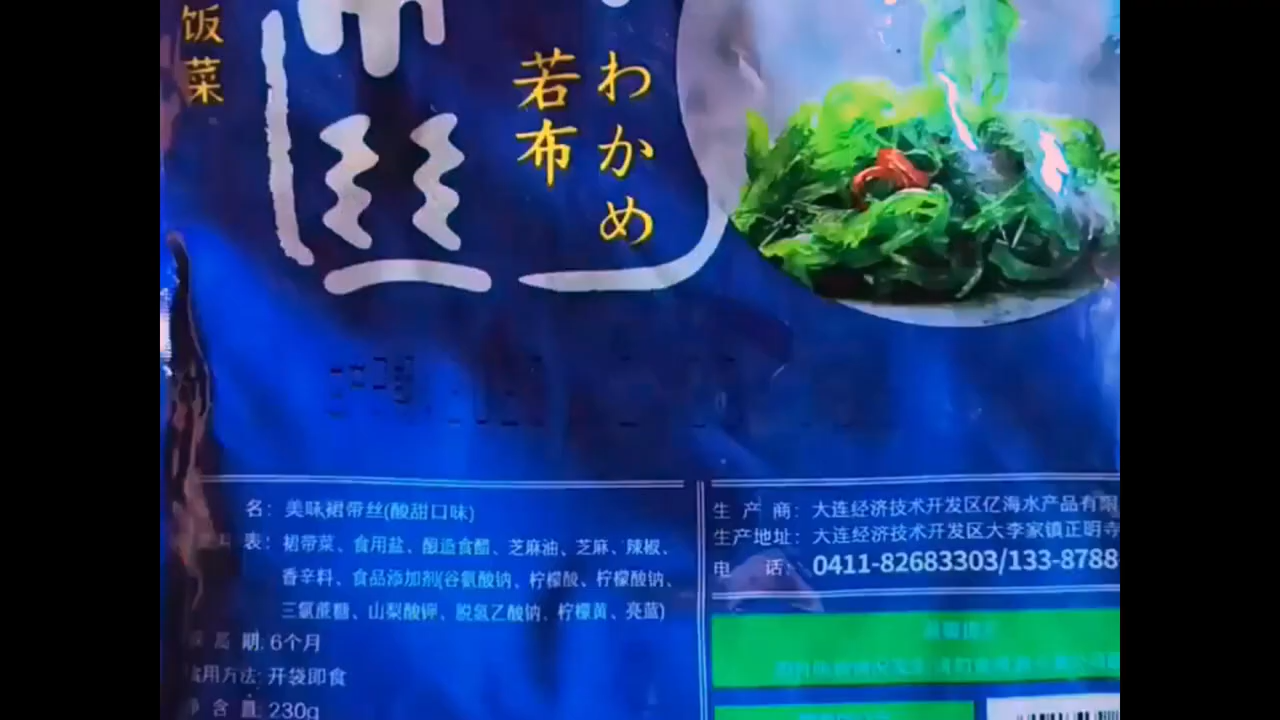 饭菜
丝
若布
わかめ
名：美味裙带丝(酸甜口味)
表：裙带菜、食用盐、酿造食醋、芝麻油、芝麻、辣椒、
香辛料、食品添加剂(谷氨酸钠、柠檬酸、柠檬酸钠、
三氯蔗糖、山梨酸钾、脱氢乙酸钠、柠檬黄、亮蓝)
期：6个月
食用方法：开袋即食
净含量：230g
生产商：大连经济技术开发区亿海水产品有限
生产地址：大连经济技术开发区大李家镇正明寺
电话：0411-82683303/133-8788